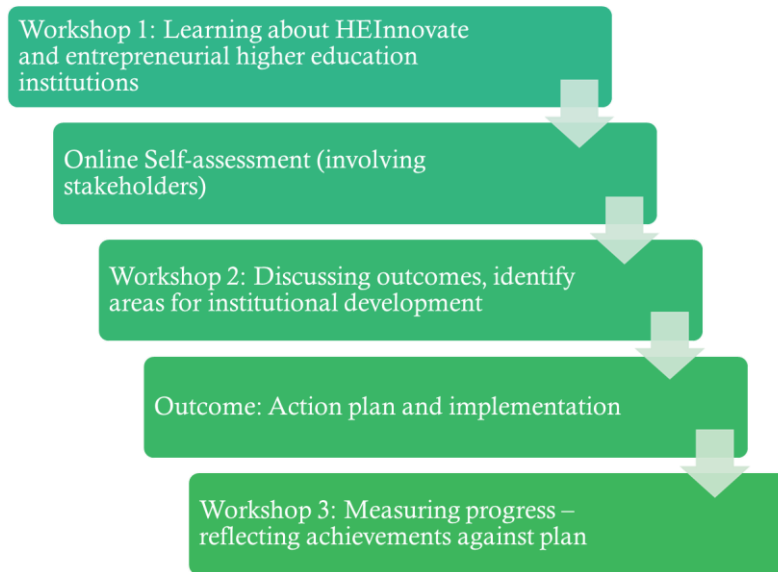 Workshop 1: Learning about HEInnovate
and entrepreneurial higher education
institutions
Online Self-assessment (involving
stakeholders)
Workshop 2: Discussing outcomes, identify
areas for institutional development
Outcome: Action plan and implementation
Workshop 3: Measuring progress –
reflecting achievements against plan